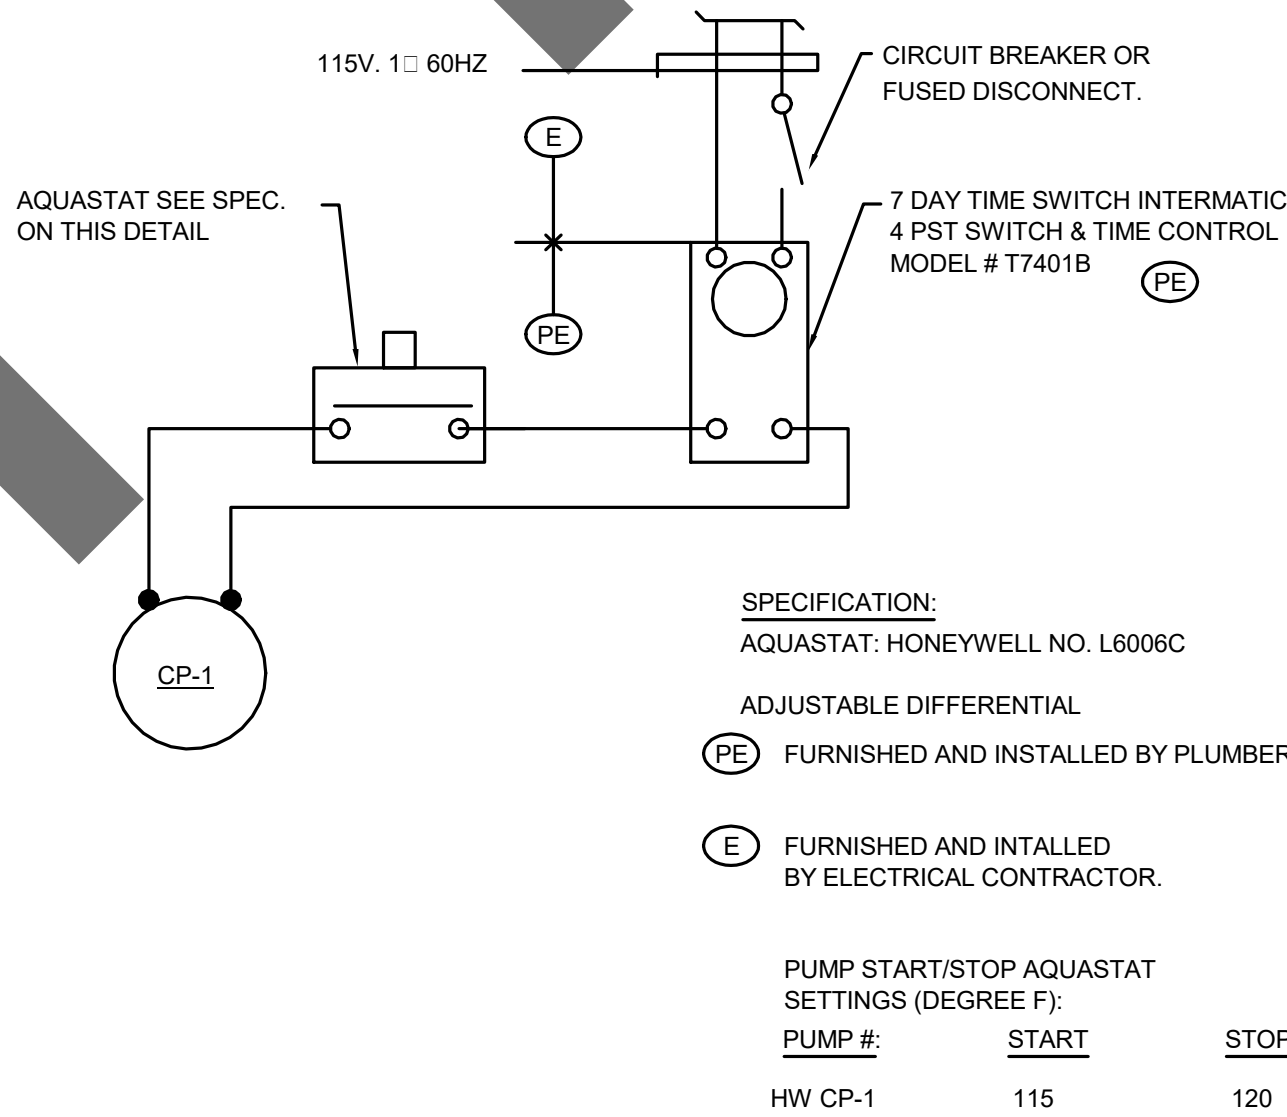 115V. 1□ 60HZ
CIRCUIT BREAKER OR
FUSED DISCONNECT.
E
AQUASTAT SEE SPEC.
ON THIS DETAIL
7 DAY TIME SWITCH INTERMATIC
4 PST SWITCH & TIME CONTROL
MODEL # T7401B
PE
PE
CP-1
SPECIFICATION:
AQUASTAT: HONEYWELL NO. L6006C
ADJUSTABLE DIFFERENTIAL
PE FURNISHED AND INSTALLED BY PLUMBER
E FURNISHED AND INTALLED
BY ELECTRICAL CONTRACTOR.
PUMP START/STOP AQUASTAT
SETTINGS (DEGREE F):
PUMP #: START STOP
HW CP-1 115 120